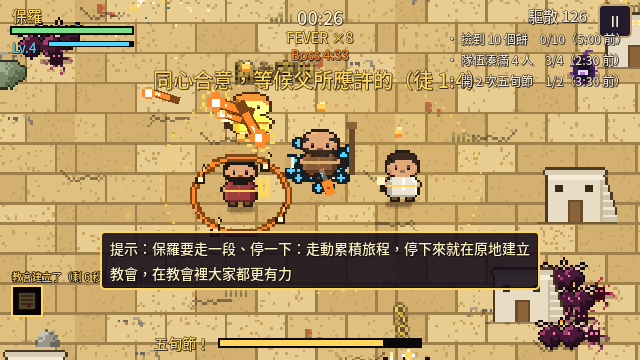 保羅
00:26
驅散 126
Lv.4
FEVER ×8
・ 撿到 10 個餅 0/10（5:00 前）
Boss 4:33
・ 隊伍湊滿 4 人 3/4（2:30 前）
同心合意，等候父所應許的（徒 1:4）
開 2 次五旬節 1/2（3:30 前）
提示：保羅要走一段、停一下：走動累積旅程，停下來就在原地建立
教會，在教會裡大家都更有力
教會建立了（剩 6 秒
五旬節！